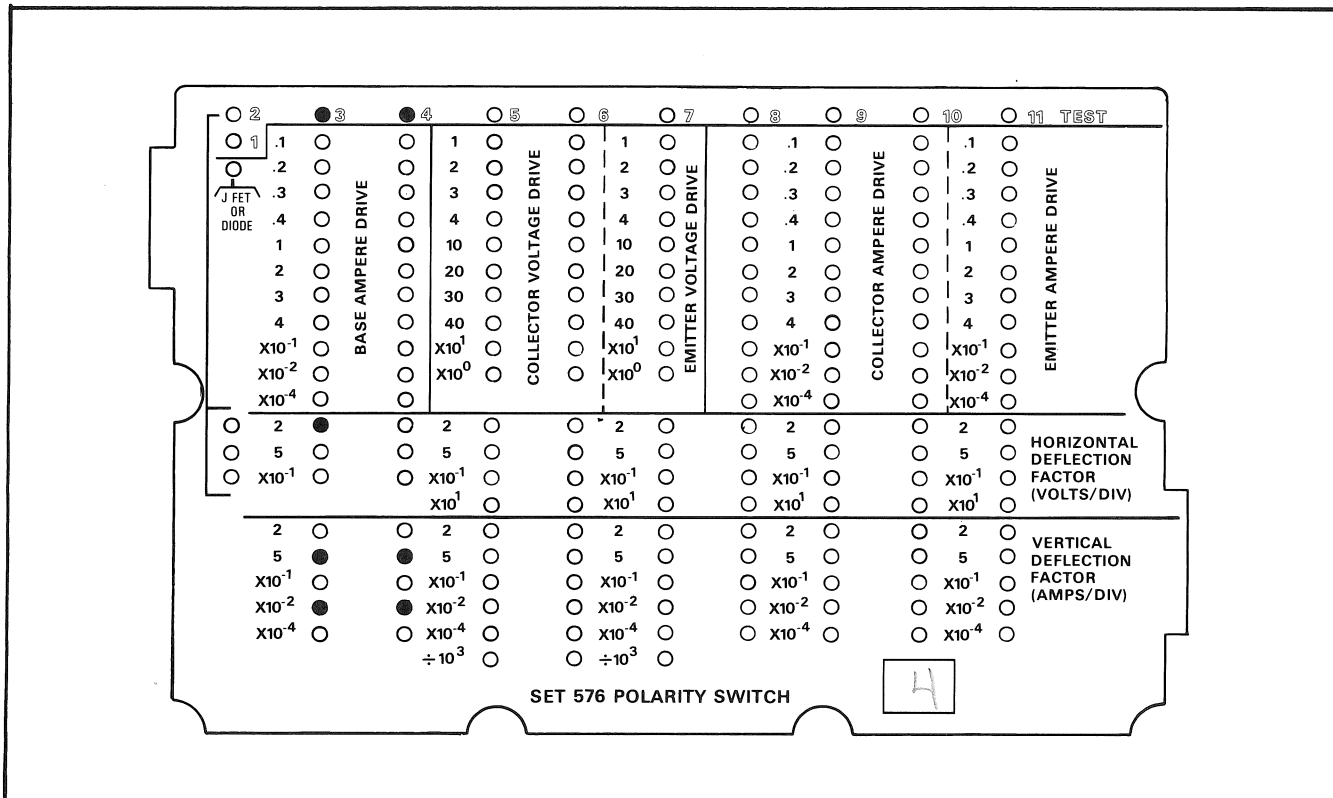 2 3 4 5 6 7 8 9 10 11 TEST
1 .1 1 1 .1 .1
.2 2 2 .2 .2
J FET OR DIODE
.3 3 3 .3 .3
.4 4 4 .4 .4
1 10 10 1 1
2 20 20 2 2
3 30 30 3 3
4 40 40 4 4
X10⁻¹ X10¹ X10¹ X10⁻¹ X10⁻¹
X10⁻² X10⁰ X10⁰ X10⁻² X10⁻²
X10⁻⁴ X10⁻⁴ X10⁻⁴
BASE AMPERE DRIVE
COLLECTOR VOLTAGE DRIVE
EMITTER VOLTAGE DRIVE
COLLECTOR AMPERE DRIVE
EMITTER AMPERE DRIVE
2 2 2 2 2
5 5 5 5 5
X10⁻¹ X10⁻¹ X10⁻¹ X10⁻¹ X10⁻¹
X10¹ X10¹ X10¹ X10¹
HORIZONTAL
DEFLECTION
FACTOR
(VOLTS/DIV)
2 2 2 2 2
5 5 5 5 5
X10⁻¹ X10⁻¹ X10⁻¹ X10⁻¹ X10⁻¹
X10⁻² X10⁻² X10⁻² X10⁻² X10⁻²
X10⁻⁴ X10⁻⁴ X10⁻⁴ X10⁻⁴ X10⁻⁴
÷10³ ÷10³
VERTICAL
DEFLECTION
FACTOR
(AMPS/DIV)
SET 576 POLARITY SWITCH
4